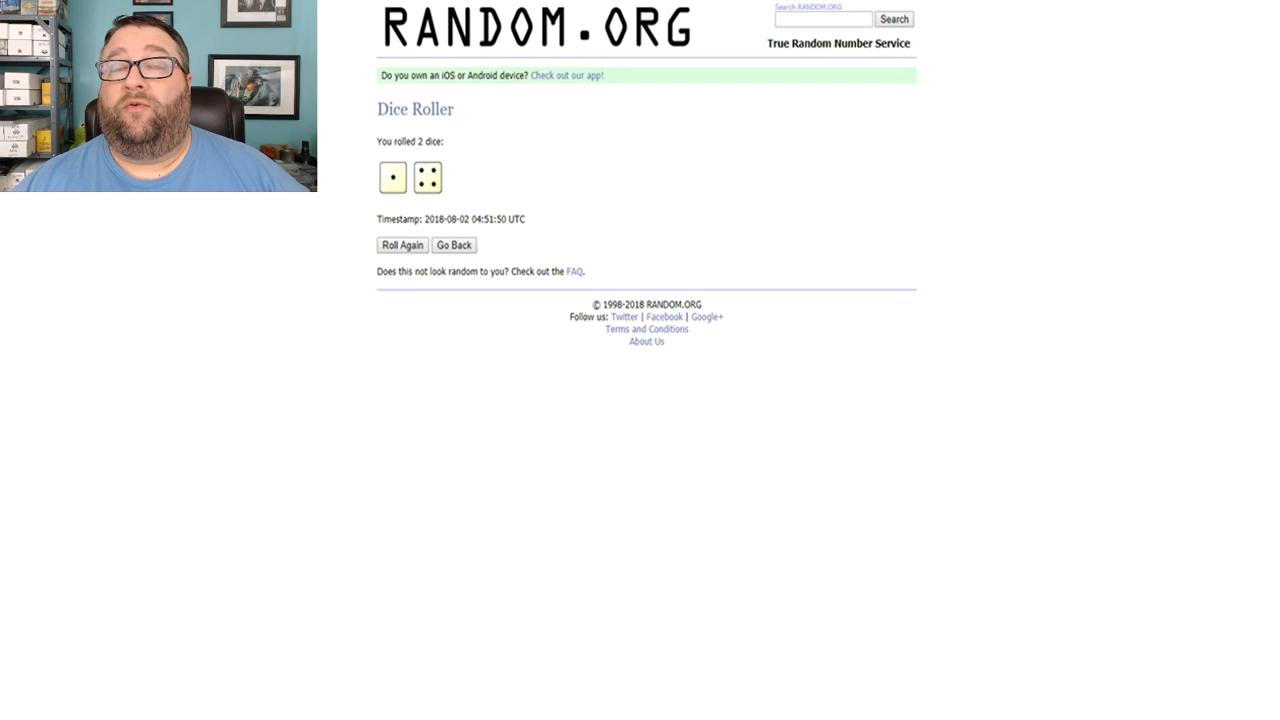 RANDOM.ORG
Search RANDOM.ORG
Search
True Random Number Service
Do you own an iOS or Android device? Check out our app!
Dice Roller
You rolled 2 dice:
Timestamp: 2018-08-02 04:51:50 UTC
Roll Again Go Back
Does this not look random to you? Check out the FAQ.
© 1998-2018 RANDOM.ORG
Follow us: Twitter | Facebook | Google+
Terms and Conditions
About Us